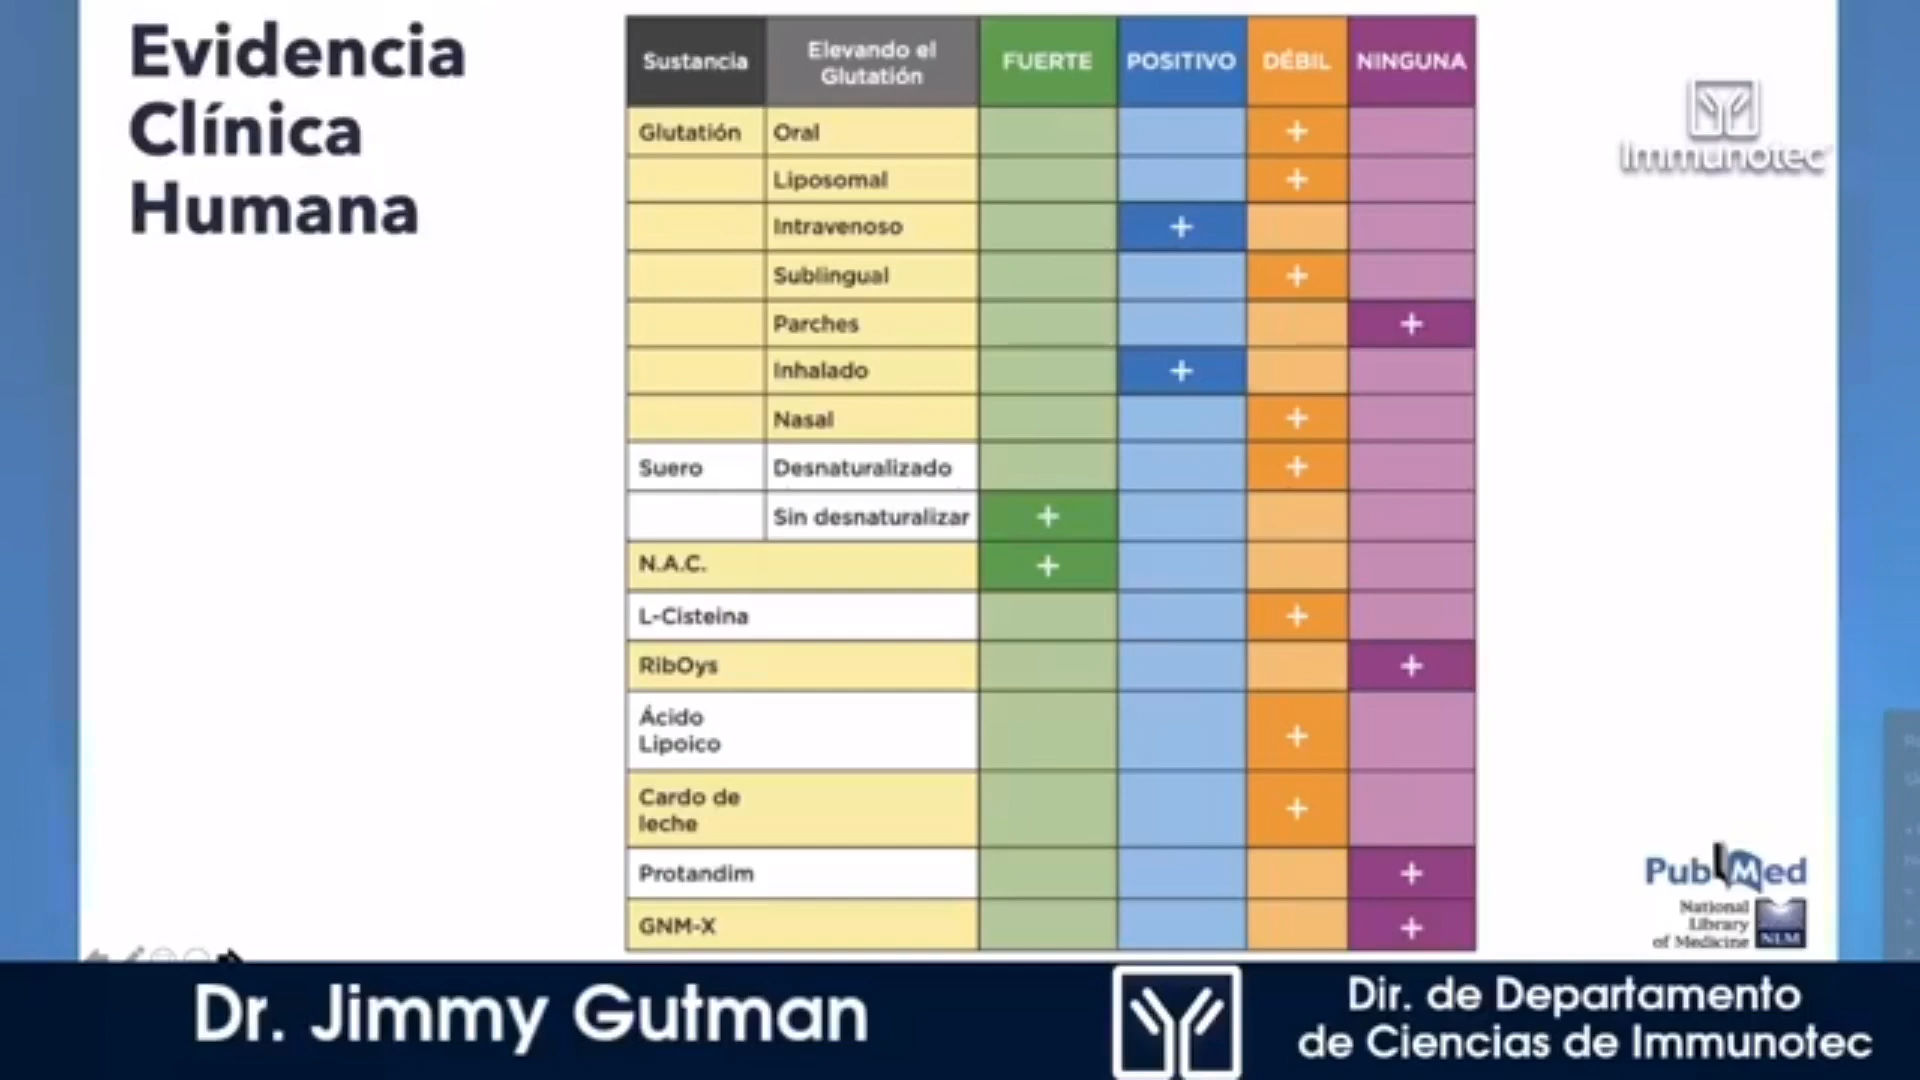 Evidencia
Clínica
Humana
Sustancia
Elevando el
Glutatión
FUERTE
POSITIVO
DÉBIL
NINGUNA
Glutatión Oral +
Liposomal +
Intravenoso +
Sublingual +
Parches +
Inhalado +
Nasal +
Suero Desnaturalizado +
Sin desnaturalizar +
N.A.C. +
L-Cisteina +
RibOys +
Ácido
Lipoico +
Cardo de
leche +
Protandim +
GNM-X +
Immunotec
PubMed
National
Library
of Medicine
NLM
Dr. Jimmy Gutman
Dir. de Departamento
de Ciencias de Immunotec